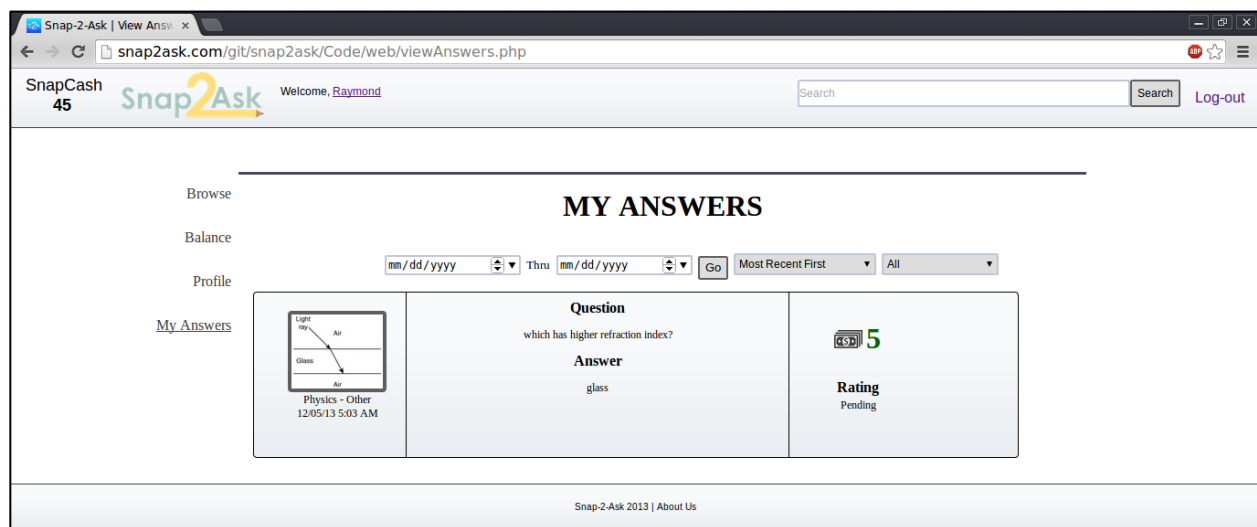 Snap-2-Ask | View Answ
snap2ask.com/git/snap2ask/Code/web/viewAnswers.php
ABP
SnapCash
45
Snap2Ask
Welcome, Raymond
Search
Search
Log-out
Browse
Balance
Profile
My Answers
MY ANSWERS
mm/dd/yyyy Thru mm/dd/yyyy Go Most Recent First All
Light
ray
Air
Glass
Air
Physics - Other
12/05/13 5:03 AM
Question
which has higher refraction index?
Answer
glass
5
Rating
Pending
Snap-2-Ask 2013 | About Us